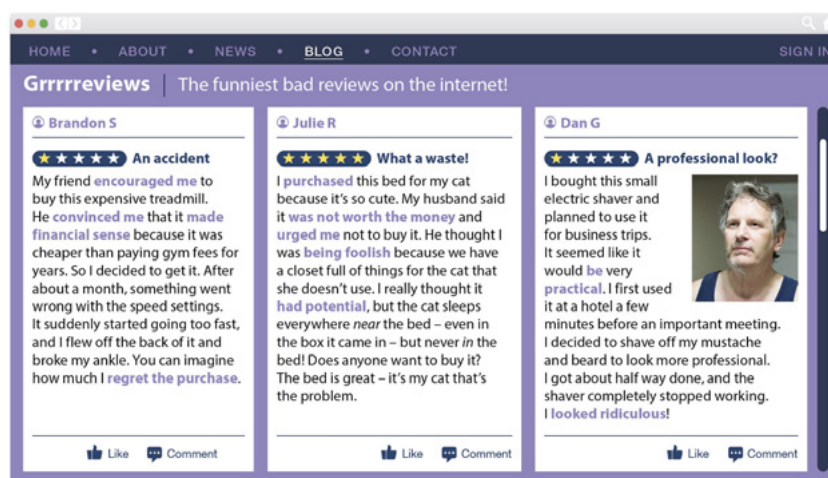 HOME • ABOUT • NEWS • BLOG • CONTACT SIGN IN
Grrrrreviews | The funniest bad reviews on the internet!
Brandon S
An accident
My friend encouraged me to
buy this expensive treadmill.
He convinced me that it made
financial sense because it was
cheaper than paying gym fees for
years. So I decided to get it. After
about a month, something went
wrong with the speed settings.
It suddenly started going too fast,
and I flew off the back of it and
broke my ankle. You can imagine
how much I regret the purchase.
Like Comment
Julie R
What a waste!
I purchased this bed for my cat
because it's so cute. My husband said
it was not worth the money and
urged me not to buy it. He thought I
was being foolish because we have
a closet full of things for the cat that
she doesn't use. I really thought it
had potential, but the cat sleeps
everywhere near the bed – even in
the box it came in – but never in the
bed! Does anyone want to buy it?
The bed is great – it's my cat that's
the problem.
Like Comment
Dan G
A professional look?
I bought this small
electric shaver and
planned to use it
for business trips.
It seemed like it
would be very
practical. I first used
it at a hotel a few
minutes before an important meeting.
I decided to shave off my mustache
and beard to look more professional.
I got about half way done, and the
shaver completely stopped working.
I looked ridiculous!
Like Comment